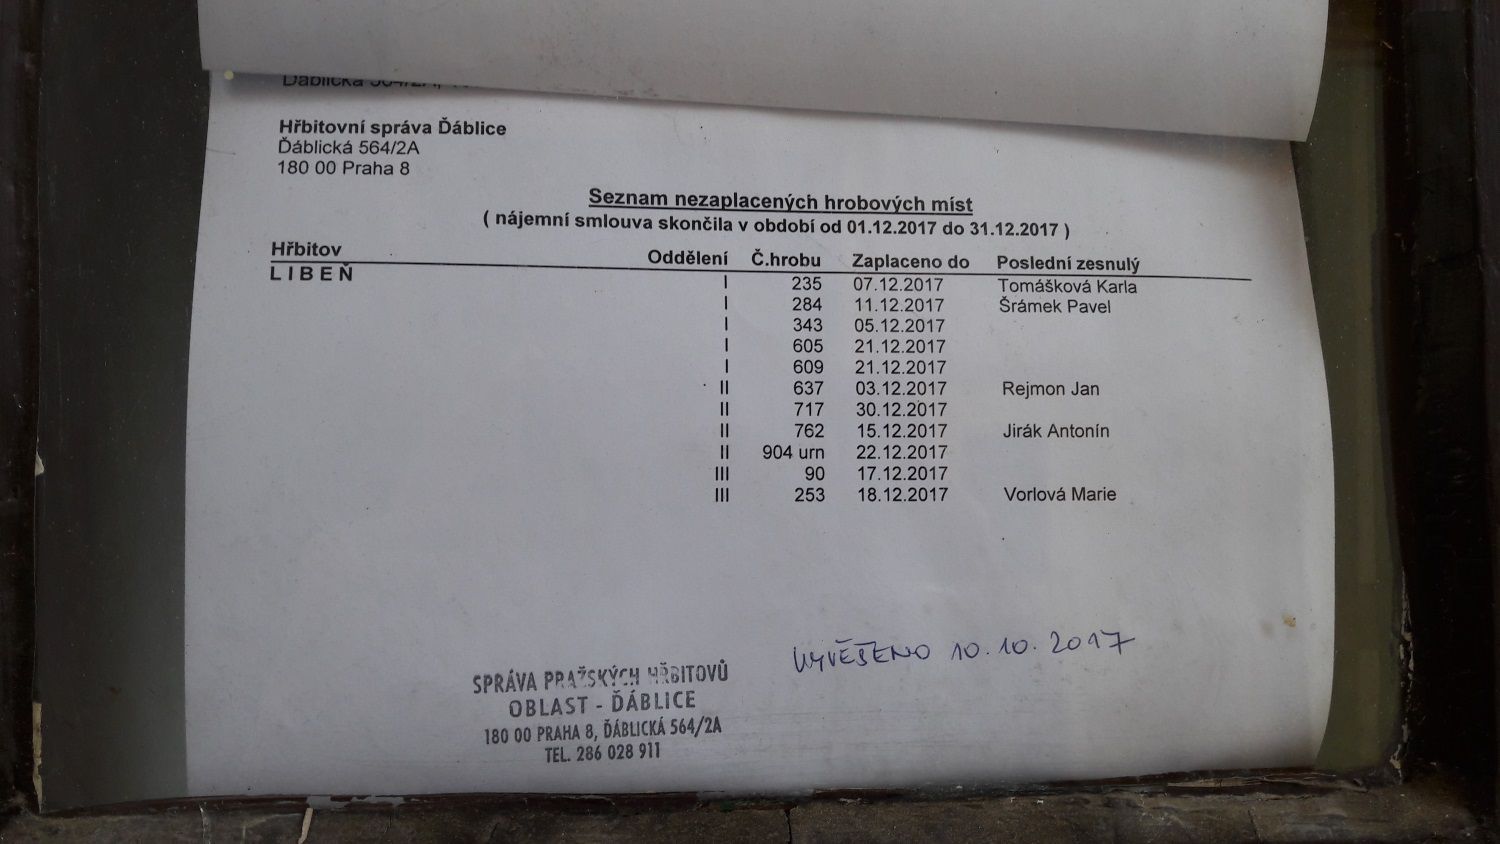 Ďáblická 564/2A,
Hřbitovní správa Ďáblice
Ďáblická 564/2A
180 00 Praha 8
Seznam nezaplacených hrobových míst
( nájemní smlouva skončila v období od 01.12.2017 do 31.12.2017 )
Hřbitov Oddělení Č.hrobu Zaplaceno do Poslední zesnulý
LIBEŇ
I 235 07.12.2017 Tomášková Karla
I 284 11.12.2017 Šrámek Pavel
I 343 05.12.2017
I 605 21.12.2017
I 609 21.12.2017
II 637 03.12.2017 Rejmon Jan
II 717 30.12.2017
II 762 15.12.2017 Jirák Antonín
II 904 urn 22.12.2017
III 90 17.12.2017
III 253 18.12.2017 Vorlová Marie
VYVĚŠENO 10.10.2017
SPRÁVA PRAŽSKÝCH HŘBITOVŮ
OBLAST - ĎÁBLICE
180 00 PRAHA 8, ĎÁBLICKÁ 564/2A
TEL. 286 028 911